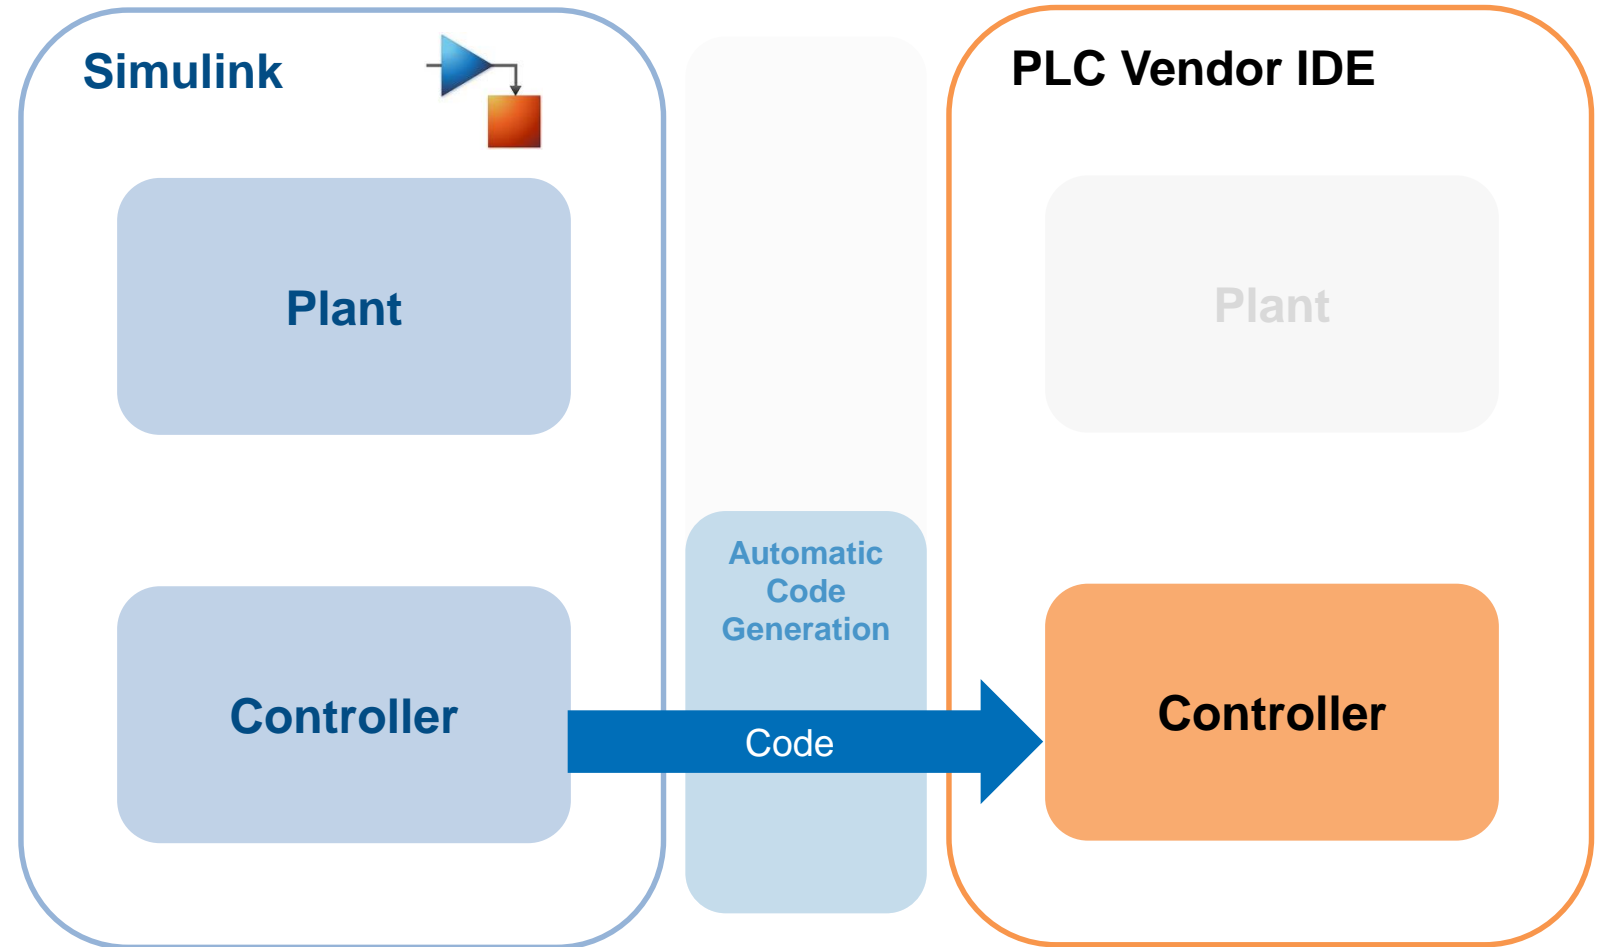 Simulink
Plant
Controller
Automatic
Code
Generation
Code
PLC Vendor IDE
Plant
Controller